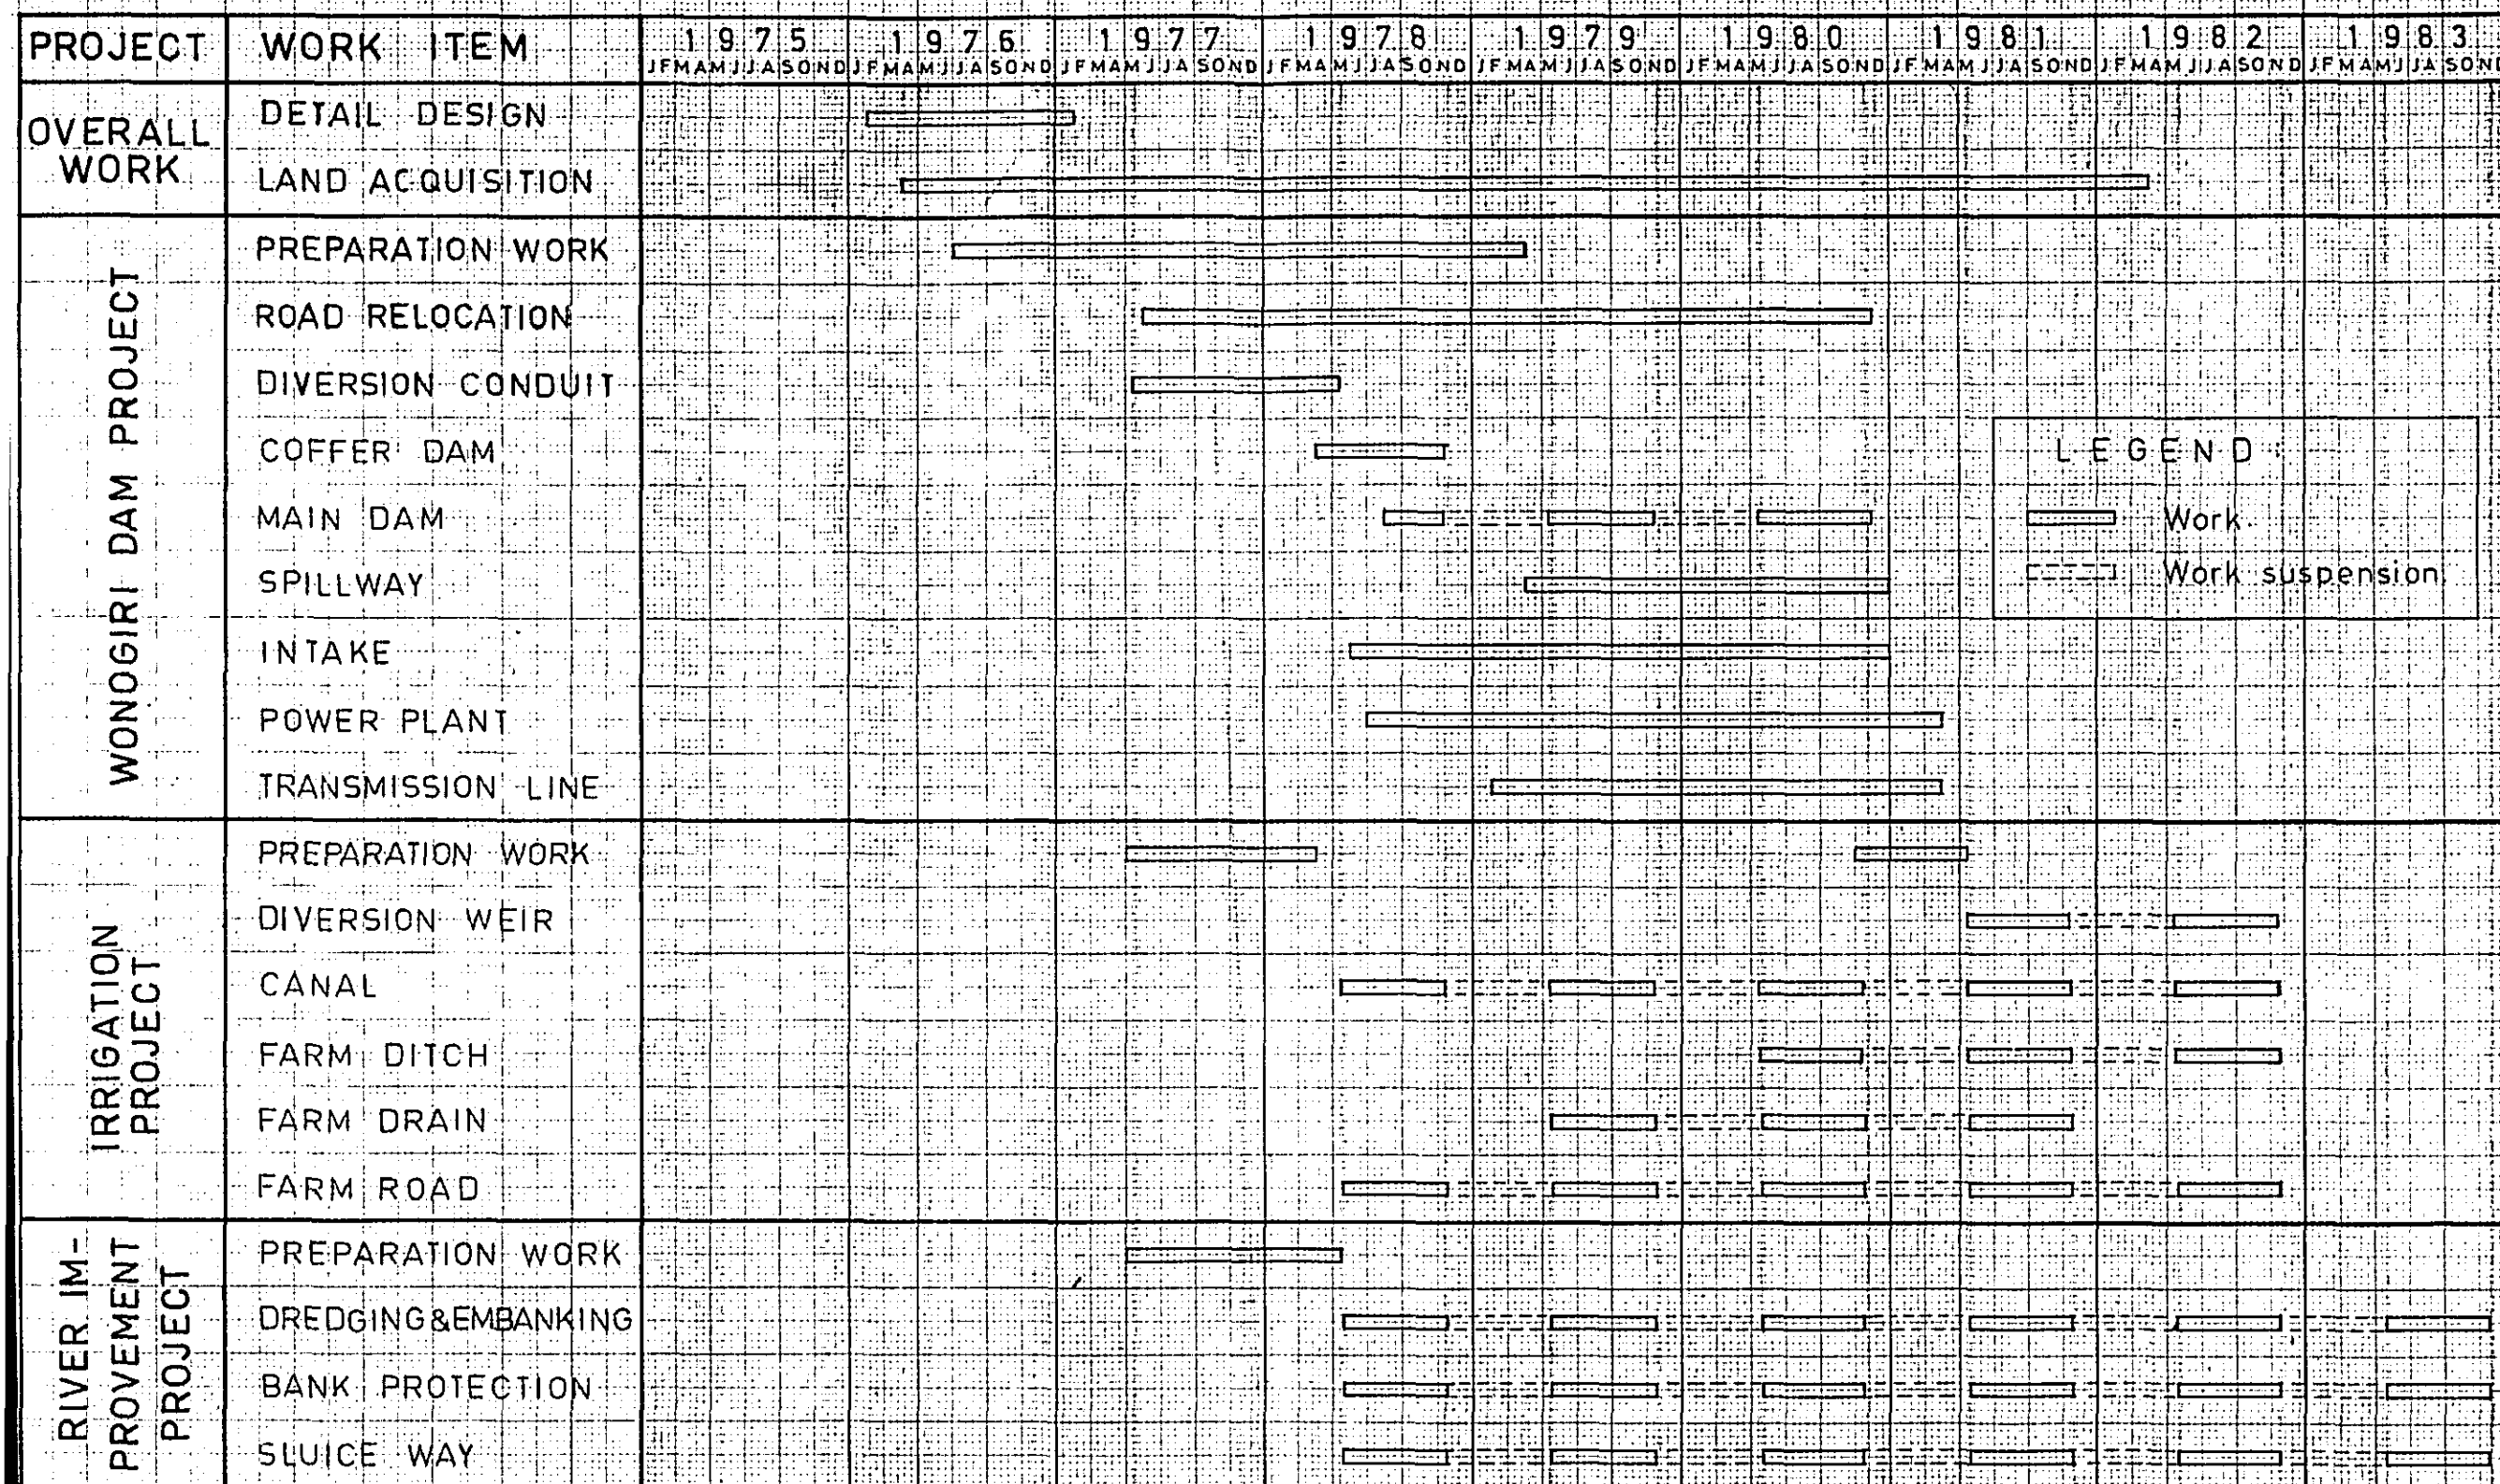 PROJECT WORK ITEM 1975 1976 1977 1978 1979 1980 1981 1982 1983
JFMAMJJASOND JFMAMJJASOND JFMAMJJASOND JFMAMJJASOND JFMAMJJASOND JFMAMJJASOND JFMAMJJASOND JFMAMJJASOND JFMAMJJASOND
OVERALL
WORK
DETAIL DESIGN
LAND ACQUISITION
WONOGIRI DAM PROJECT
PREPARATION WORK
ROAD RELOCATION
DIVERSION CONDUIT
COFFER DAM
MAIN DAM
SPILLWAY
INTAKE
POWER PLANT
TRANSMISSION LINE
LEGEND:
Work
Work suspension
IRRIGATION
PROJECT
PREPARATION WORK
DIVERSION WEIR
CANAL
FARM DITCH
FARM DRAIN
FARM ROAD
RIVER IM-
PROVEMENT
PROJECT
PREPARATION WORK
DREDGING&EMBANKING
BANK PROTECTION
SLUICE WAY